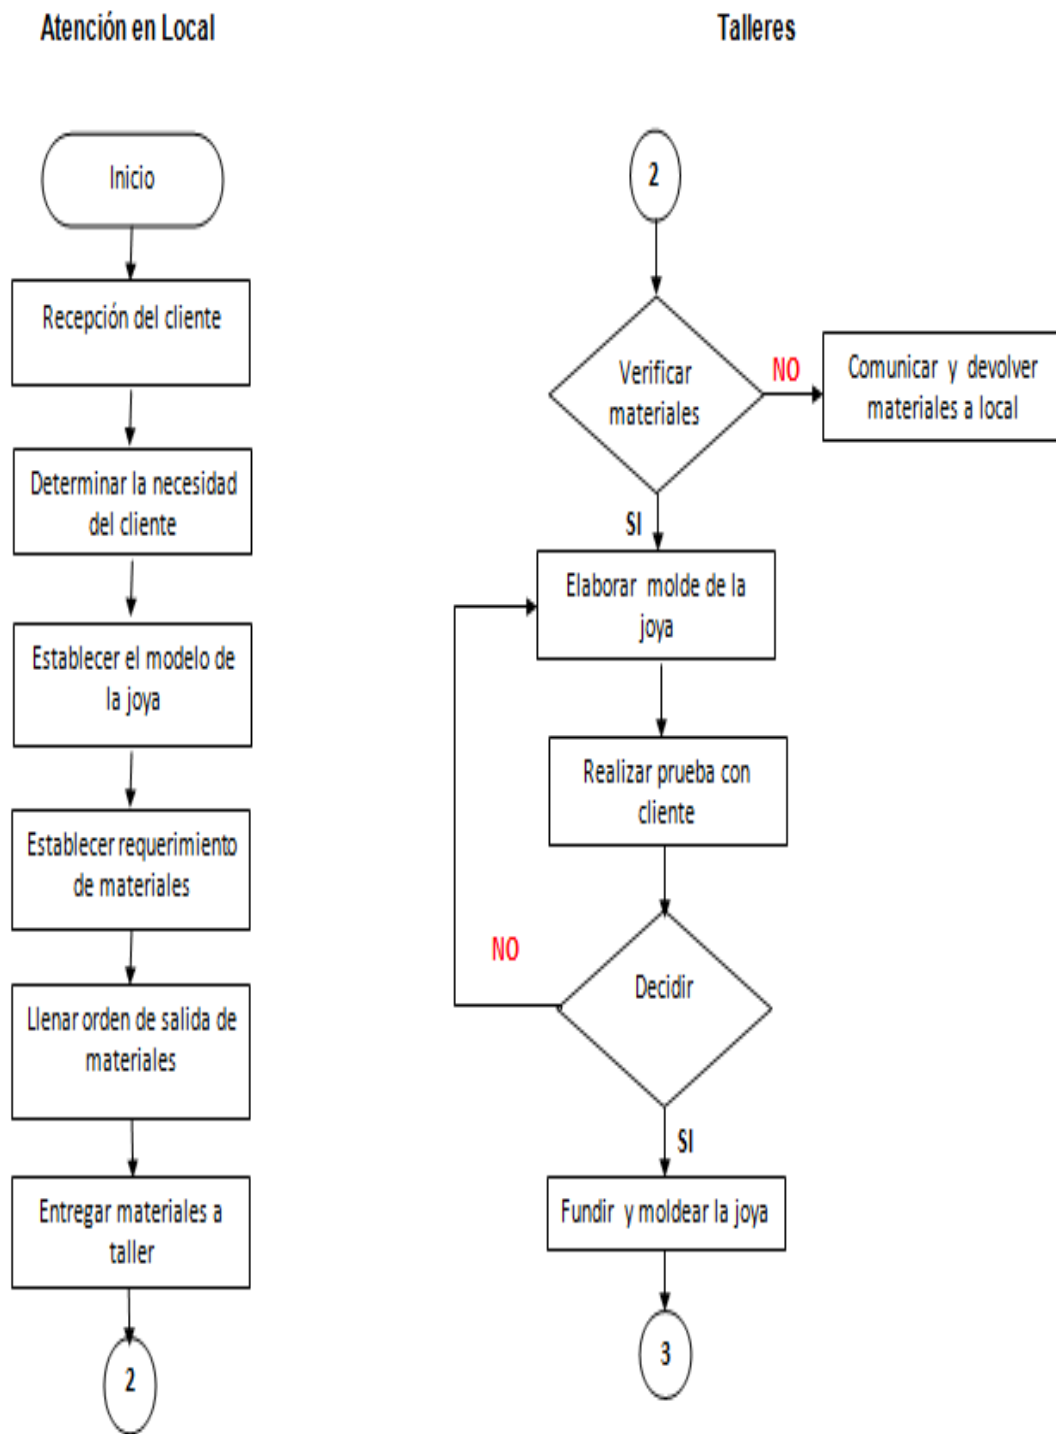 Atención en Local
Inicio
Recepción del cliente
Determinar la necesidad
del cliente
Establecer el modelo de
la joya
Establecer requerimiento
de materiales
Llenar orden de salida de
materiales
Entregar materiales a
taller
2
Talleres
2
Verificar
materiales
NO
Comunicar y devolver
materiales a local
SI
Elaborar molde de la
joya
Realizar prueba con
cliente
NO
Decidir
SI
Fundir y moldear la joya
3